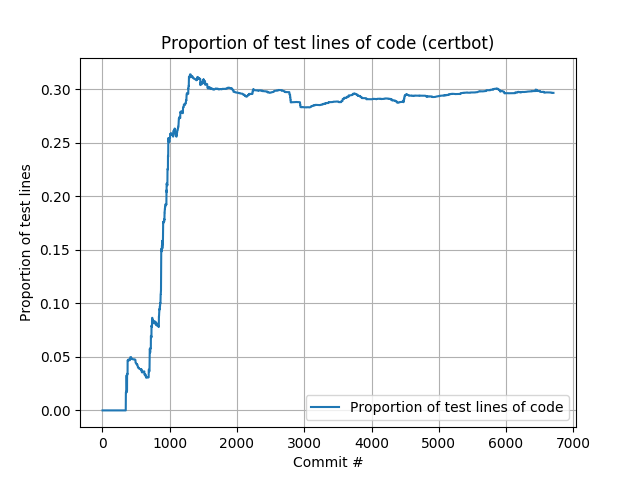 Proportion of test lines of code (certbot)
0.30
0.25
0.20
0.15
0.10
0.05
0.00
Proportion of test lines
Proportion of test lines of code
0 1000 2000 3000 4000 5000 6000 7000
Commit #